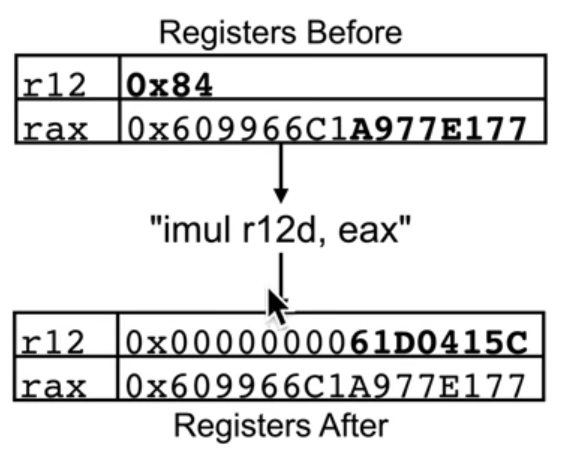 Registers Before
r12 0x84
rax 0x609966C1A977E177
"imul r12d, eax"
r12 0x0000000061D0415C
rax 0x609966C1A977E177
Registers After